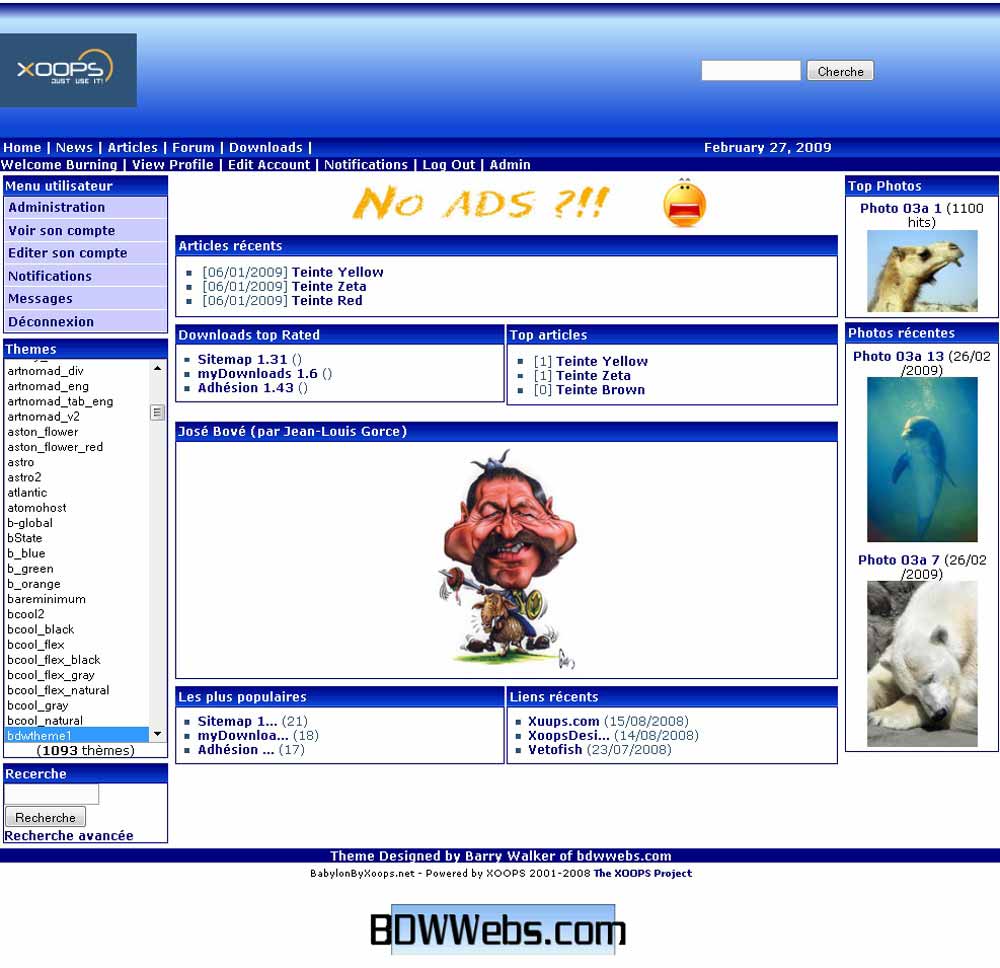 XOOPS
JUST USE IT!
Cherche
Home | News | Articles | Forum | Downloads |
February 27, 2009
Welcome Burning | View Profile | Edit Account | Notifications | Log Out | Admin
Menu utilisateur
Administration
Voir son compte
Editer son compte
Notifications
Messages
Déconnexion
Themes
artnomad_div
artnomad_eng
artnomad_tab_eng
artnomad_v2
aston_flower
aston_flower_red
astro
astro2
atlantic
atomohost
b-global
bState
b_blue
b_green
b_orange
bareminimum
bcool2
bcool_black
bcool_flex
bcool_flex_black
bcool_flex_gray
bcool_flex_natural
bcool_gray
bcool_natural
bdwtheme1
(1093 thèmes)
Recerche
Recherche
Recherche avancée
No ADS ?!!
Articles récents
[06/01/2009] Teinte Yellow
[06/01/2009] Teinte Zeta
[06/01/2009] Teinte Red
Downloads top Rated
Sitemap 1.31 ()
myDownloads 1.6 ()
Adhésion 1.43 ()
Top articles
[1] Teinte Yellow
[1] Teinte Zeta
[0] Teinte Brown
José Bové (par Jean-Louis Gorce)
Les plus populaires
Sitemap 1... (21)
myDownloa... (18)
Adhésion ... (17)
Liens récents
Xuups.com (15/08/2008)
XoopsDesi... (14/08/2008)
Vetofish (23/07/2008)
Top Photos
Photo 03a 1 (1100
hits)
Photos récentes
Photo 03a 13 (26/02
/2009)
Photo 03a 7 (26/02
/2009)
Theme Designed by Barry Walker of bdwwebs.com
BabylonByXoops.net - Powered by XOOPS 2001-2008 The XOOPS Project
BDWWebs.com